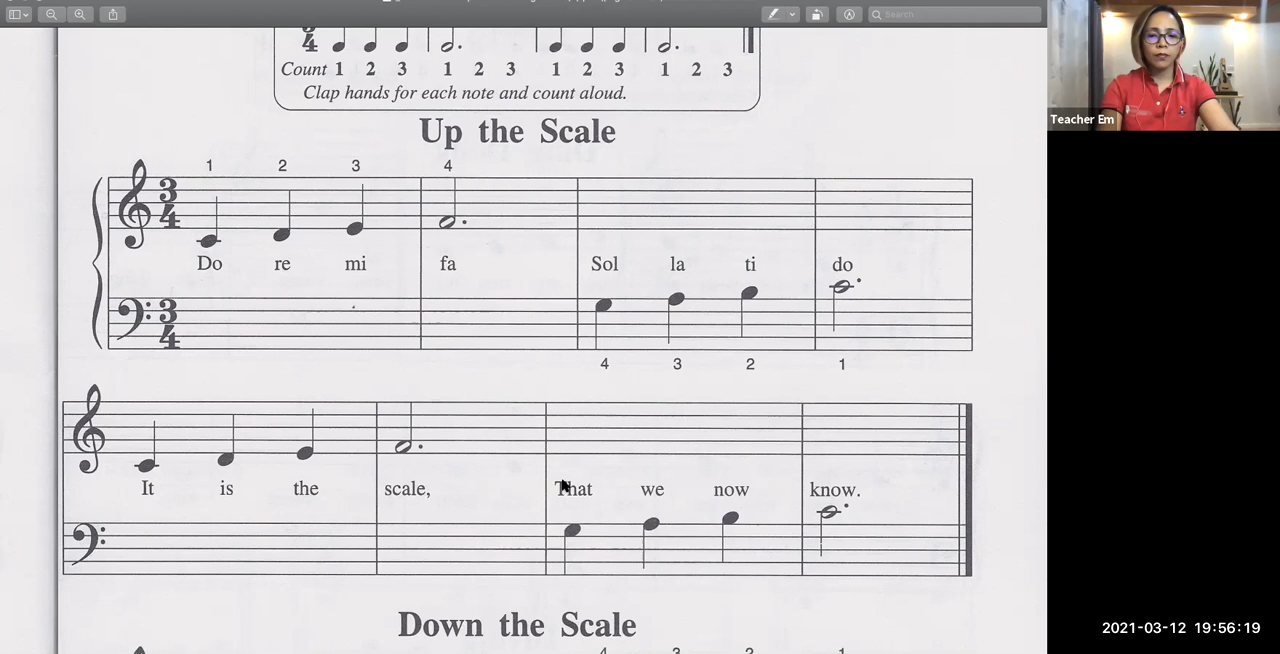 Search
3 4
Count 1 2 3 1 2 3 1 2 3 1 2 3
Clap hands for each note and count aloud.
Up the Scale
1 2 3 4
3 4
Do re mi fa Sol la ti do
3 4
4 3 2 1
It is the scale, That we now know.
Down the Scale
4 3 2 1
Teacher Em
2021-03-12 19:56:19